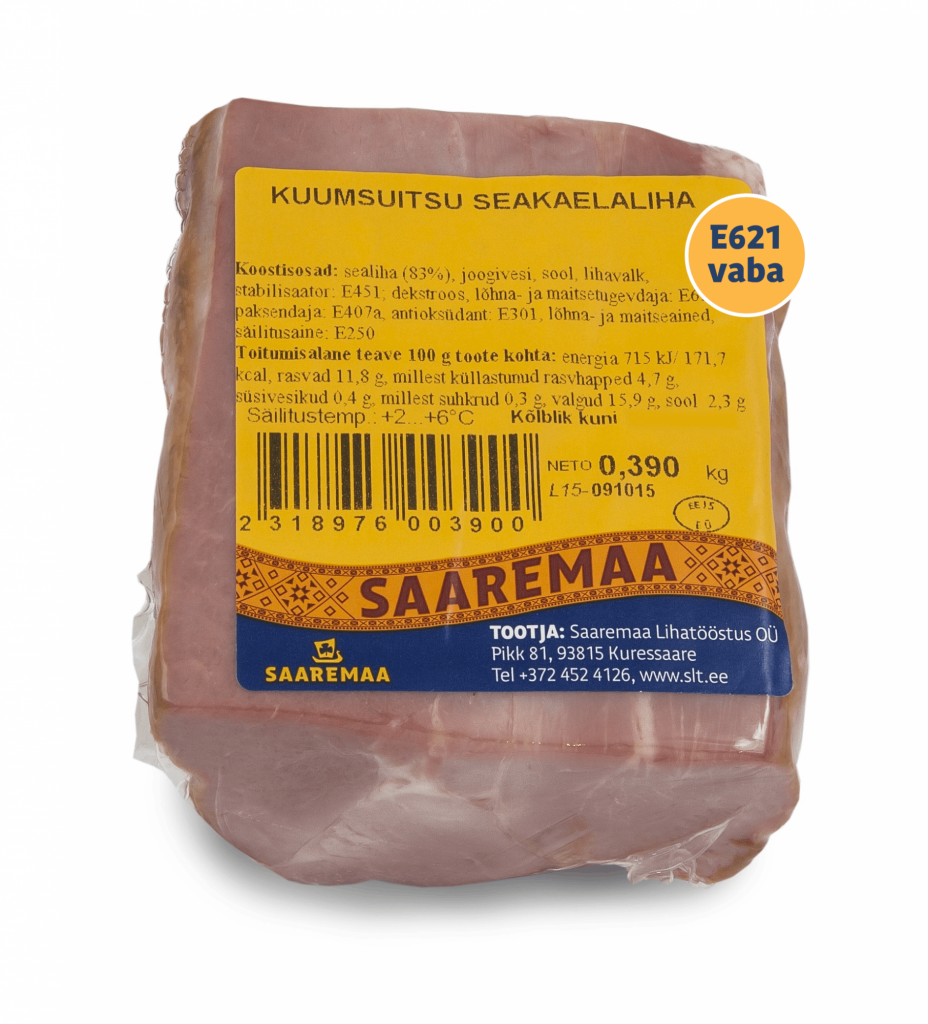 KUUMSUITSU SEAKAELALIHA
E621
vaba
Koostisosad: sealiha (83%), joogivesi, sool, lihavalk,
stabilisaator: E451; dekstroos, lõhna- ja maitsetugevdaja:
paksendaja: E407a, antioksüdant: E301, lõhna- ja maitseained,
säilitusaine: E250
Toitumisalane teave 100 g toote kohta: energia 715 kJ/ 171,7
kcal, rasvad 11,8 g, millest küllastunud rasvhapped 4,7 g,
süsivesikud 0,4 g, millest suhkrud 0,3 g, valgud 15,9 g, sool 2,3 g
Säilitustemp.: +2...+6°C Kõlblik kuni
NETO 0,390 kg
L15-091015
2 318976 003900
EE15
EÜ
SAAREMAA
SAAREMAA
TOOTJA: Saaremaa Lihatööstus OÜ
Pikk 81, 93815 Kuressaare
Tel +372 452 4126, www.slt.ee